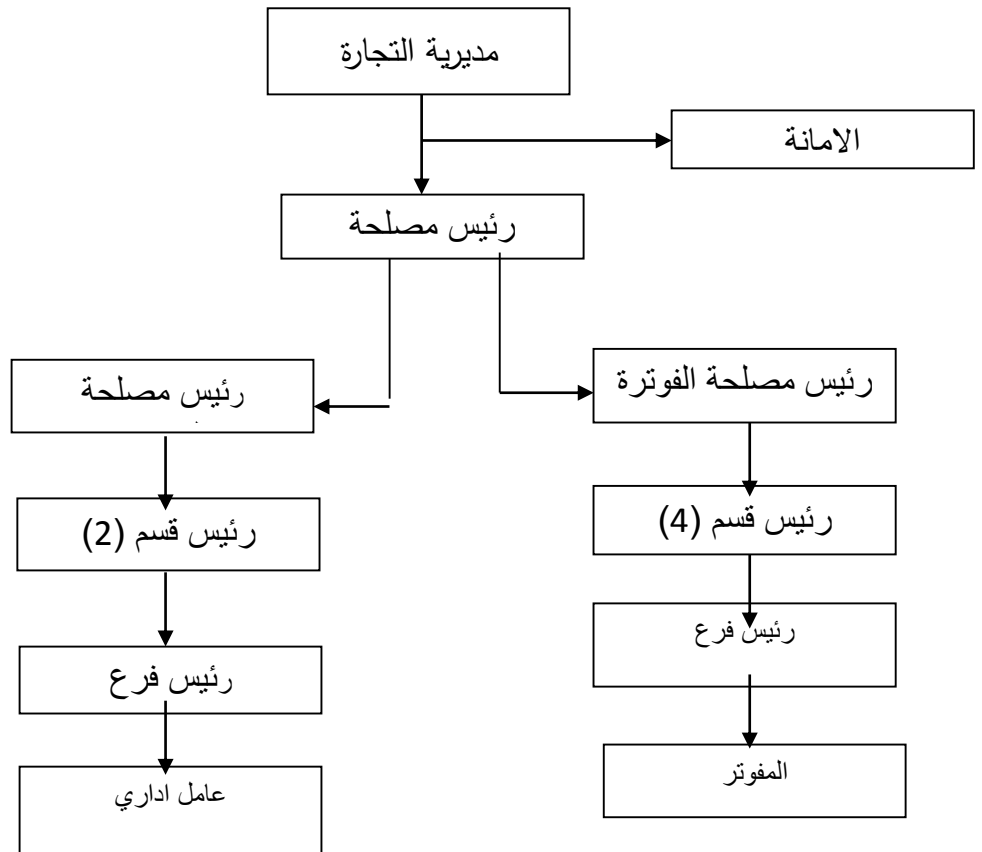 مديرية التجارة
الامانة
رئيس مصلحة
رئيس مصلحة الفوترة
رئيس مصلحة
رئيس قسم (4)
رئيس قسم (2)
رئيس فرع
رئيس فرع
المفوتر
عامل اداري